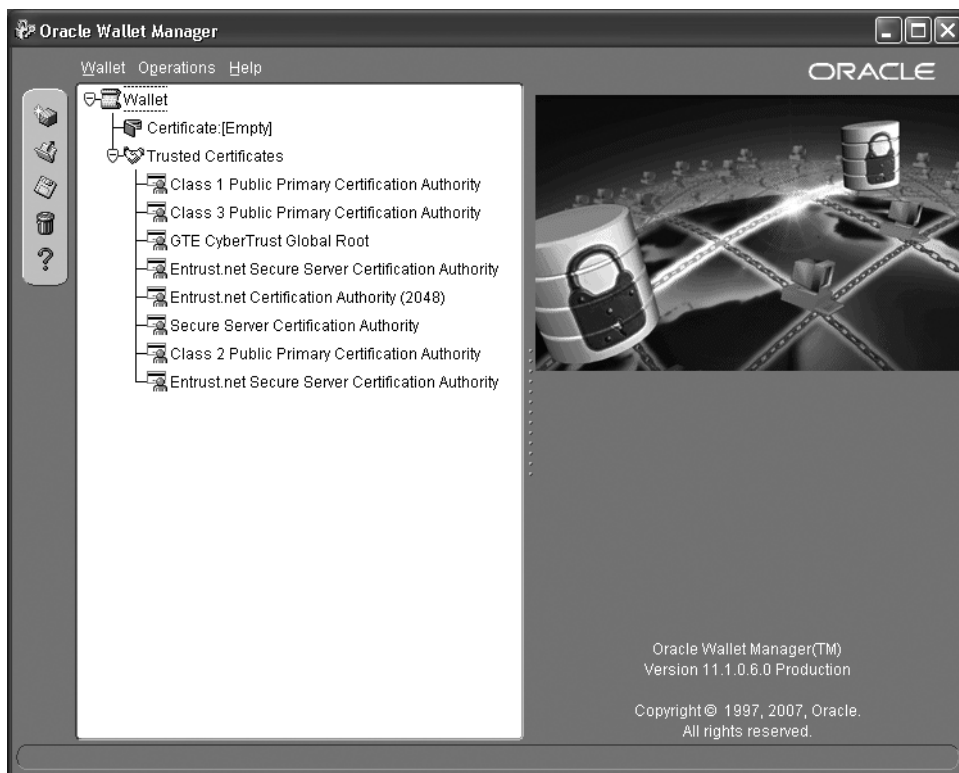 Oracle Wallet Manager
Wallet Operations Help
ORACLE
Wallet
Certificate:[Empty]
Trusted Certificates
Class 1 Public Primary Certification Authority
Class 3 Public Primary Certification Authority
GTE CyberTrust Global Root
Entrust.net Secure Server Certification Authority
Entrust.net Certification Authority (2048)
Secure Server Certification Authority
Class 2 Public Primary Certification Authority
Entrust.net Secure Server Certification Authority
?
Oracle Wallet Manager(TM)
Version 11.1.0.6.0 Production
Copyright © 1997, 2007, Oracle.
All rights reserved.